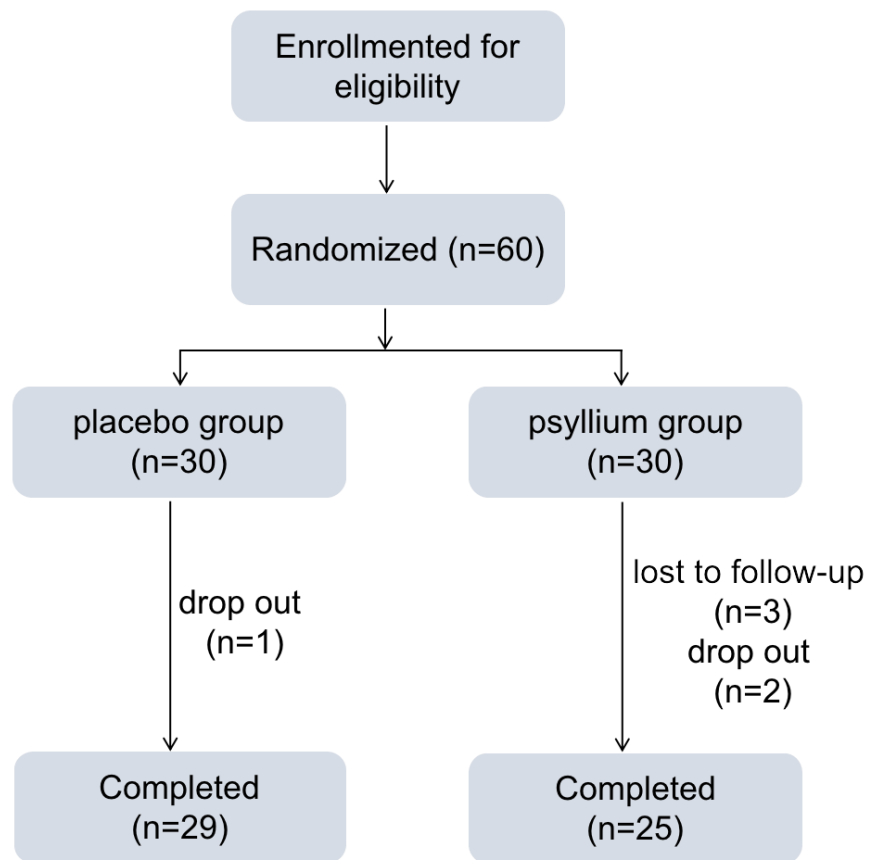 Enrollmented for
eligibility
Randomized (n=60)
placebo group
(n=30)
psyllium group
(n=30)
drop out
(n=1)
lost to follow-up
(n=3)
drop out
(n=2)
Completed
(n=29)
Completed
(n=25)